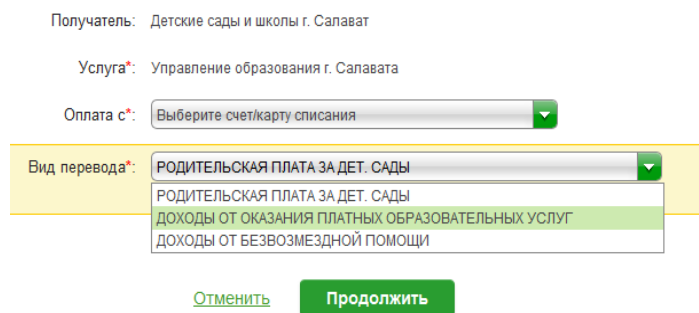 Получатель: Детские сады и школы г. Салават
Услуга*: Управление образования г. Салавата
Оплата с*: Выберите счет/карту списания
Вид перевода*: РОДИТЕЛЬСКАЯ ПЛАТА ЗА ДЕТ. САДЫ
РОДИТЕЛЬСКАЯ ПЛАТА ЗА ДЕТ. САДЫ
ДОХОДЫ ОТ ОКАЗАНИЯ ПЛАТНЫХ ОБРАЗОВАТЕЛЬНЫХ УСЛУГ
ДОХОДЫ ОТ БЕЗВОЗМЕЗДНОЙ ПОМОЩИ
Отменить Продолжить